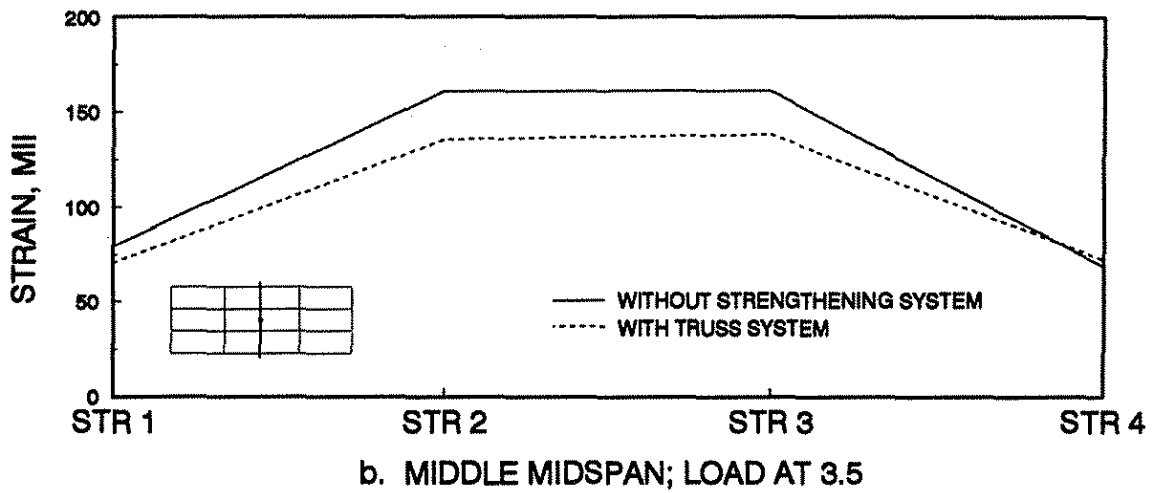 200
150
100
50
0
STRAIN, MII
WITHOUT STRENGTHENING SYSTEM
WITH TRUSS SYSTEM
STR 1 STR 2 STR 3 STR 4
b. MIDDLE MIDSPAN; LOAD AT 3.5